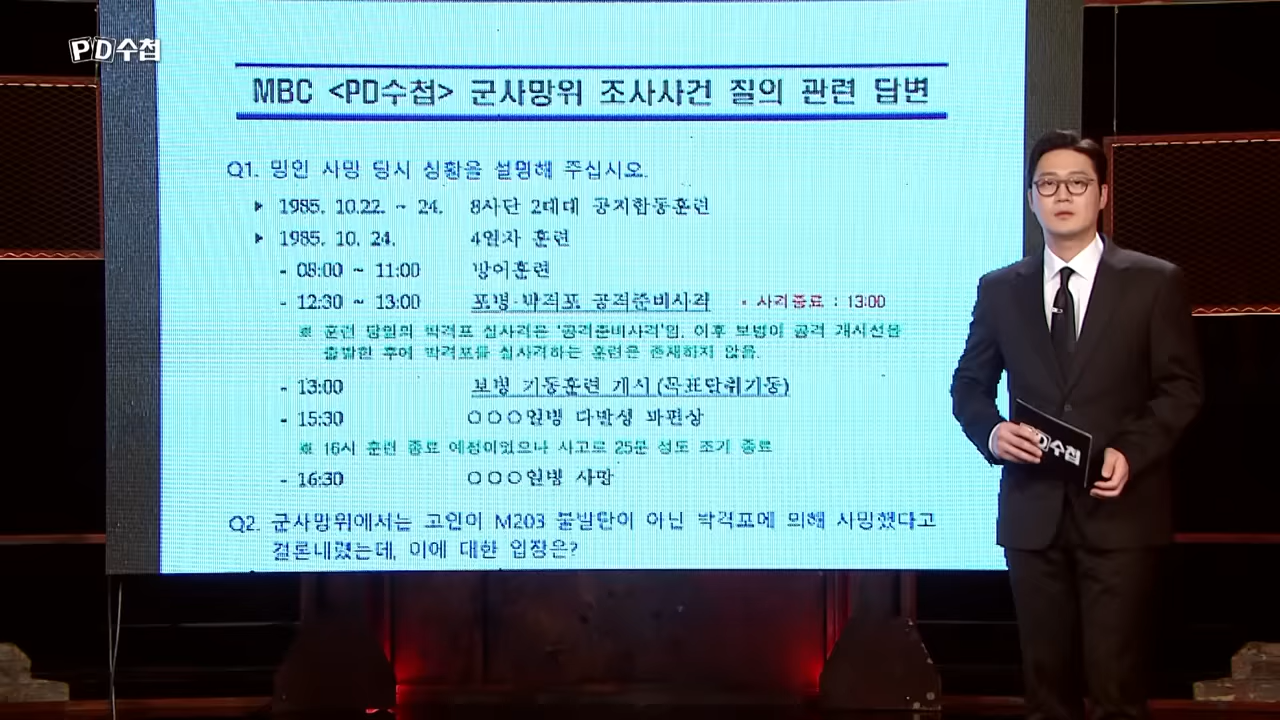 PD수첩
MBC <PD수첩> 군사망위 조사사건 질의 관련 답변
Q1. 망인 사망 당시 상황을 설명해 주십시오.
▶ 1985. 10.22. ~ 24. 8사단 2대대 공지합동훈련
▶ 1985. 10. 24. 4일차 훈련
- 08:00 ~ 11:00 방어훈련
- 12:30 ~ 13:00 포병·박격포 공격준비사격 * 사격종료 : 13:00
※ 훈련 당일의 박격포 실사격은 '공격준비사격'임. 이후 보병이 공격 개시선을
출발한 후에 박격포를 실사격하는 훈련은 존재하지 않음.
- 13:00 보병 기동훈련 개시 (목표탈취기동)
- 15:30 ○○○일병 다발성 파편상
※ 16시 훈련 종료 예정이었으나 사고로 25분 정도 조기 종료
- 16:30 ○○○일병 사망
Q2. 군사망위에서는 고인이 M203 불발탄이 아닌 박격포에 의해 사망했다고
결론내렸는데, 이에 대한 입장은?
PD수첩